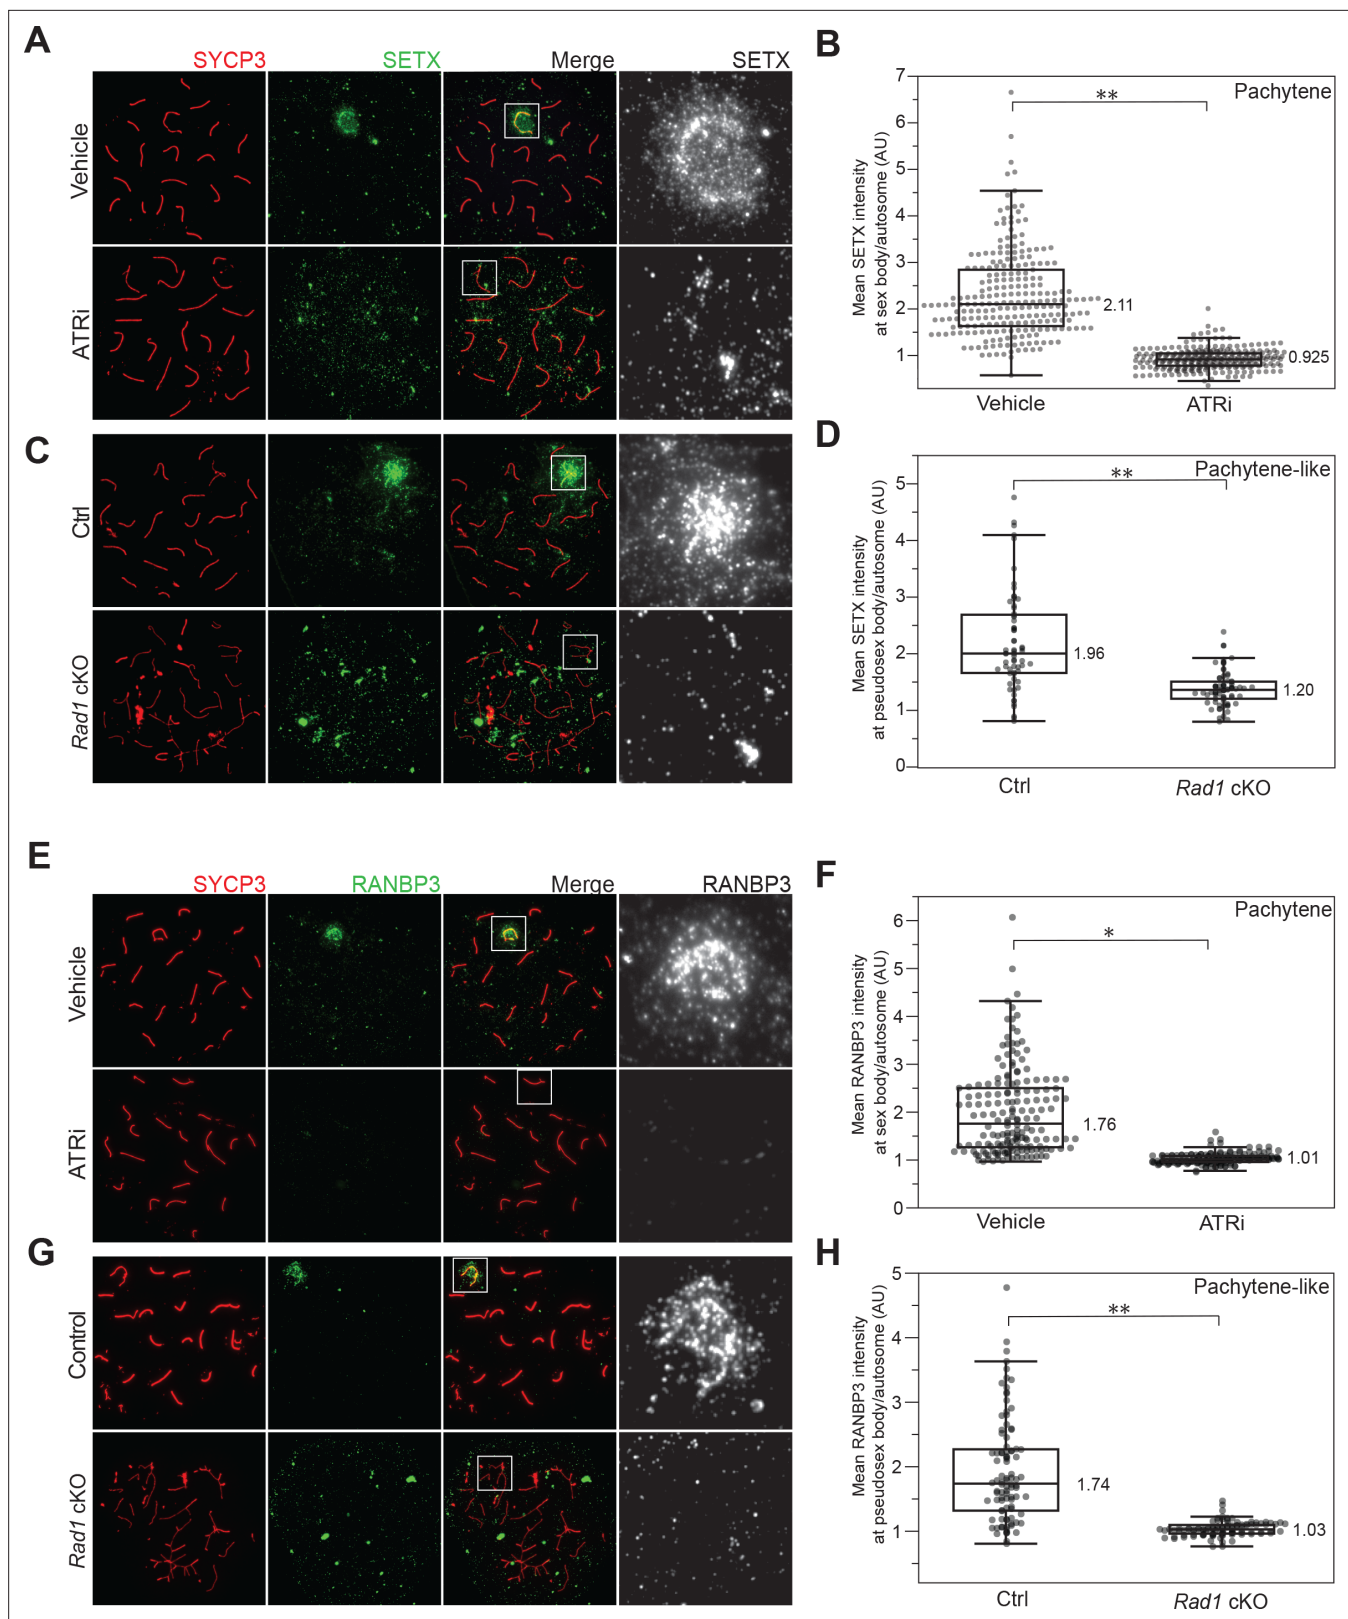 A
SYCP3 SETX Merge SETX
Vehicle
ATRi
B
Pachytene
**
Mean SETX intensity
at sex body/autosome (AU)
7
6
5
4
3
2
1
2.11
0.925
Vehicle ATRi
C
Ctrl
Rad1 cKO
D
Pachytene-like
**
Mean SETX intensity
at pseudosex body/autosome (AU)
5
4
3
2
1
0
1.96
1.20
Ctrl Rad1 cKO
E
SYCP3 RANBP3 Merge RANBP3
Vehicle
ATRi
F
Pachytene
*
Mean RANBP3 intensity
at sex body/autosome (AU)
6
5
4
3
2
1
0
1.76
1.01
Vehicle ATRi
G
Control
Rad1 cKO
H
Pachytene-like
**
Mean RANBP3 intensity
at pseudosex body/autosome (AU)
5
4
3
2
1
1.74
1.03
Ctrl Rad1 cKO